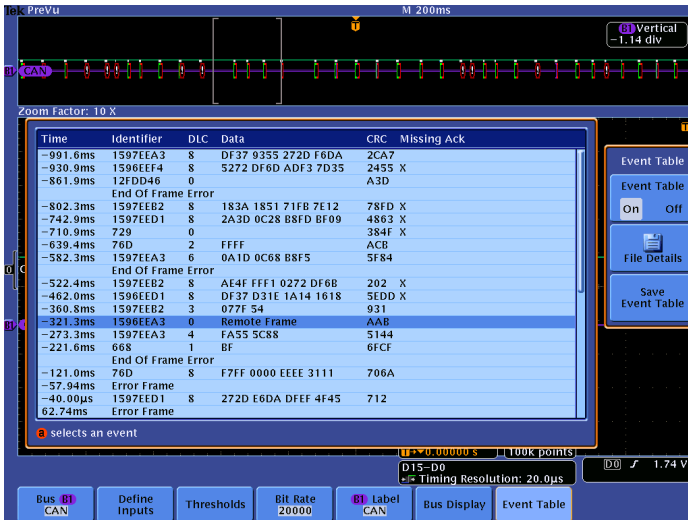 Tek PreVu M 200ms
B1 Vertical
-1.14 div
B1 CAN
Zoom Factor: 10 X
Time Identifier DLC Data CRC Missing Ack
-991.6ms 1597EEA3 8 DF37 9355 272D F6DA 2CA7
-930.9ms 1596EEF4 8 5272 DF6D ADF3 7D35 2455 X
-861.9ms 12FDD46 0 A3D
End Of Frame Error
-802.3ms 1597EEB2 8 183A 1851 71FB 7E12 78FD X
-742.9ms 1597EED1 8 2A3D 0C28 B8FD BF09 4863 X
-710.9ms 729 0 384F X
-639.4ms 76D 2 FFFF ACB
-582.3ms 1597EEA3 6 0A1D 0C68 B8F5 5F84
End Of Frame Error
-522.4ms 1597EEB2 8 AE4F FFF1 0272 DF6B 202 X
-462.0ms 1596EED1 8 DF37 D31E 1A14 1618 5EDD X
-360.8ms 1597EEB2 3 077F 54 931
-321.3ms 1596EEA3 0 Remote Frame AAB
-273.3ms 1597EEA3 4 FA55 5C88 5144
-221.6ms 668 1 BF 6FCF
End Of Frame Error
-121.0ms 76D 8 F7FF 0000 EEEE 3111 706A
-57.94ms Error Frame
-40.00µs 1597EED1 8 272D E6DA DFEF 4F45 712
62.74ms Error Frame
a selects an event
Event Table
Event Table
On Off
File Details
Save
Event Table
0.00000 s 100k points
D15-D0
Timing Resolution: 20.0µs
D0 1.74 V
Bus B1
CAN
Define
Inputs
Thresholds
Bit Rate
20000
B1 Label
CAN
Bus Display
Event Table